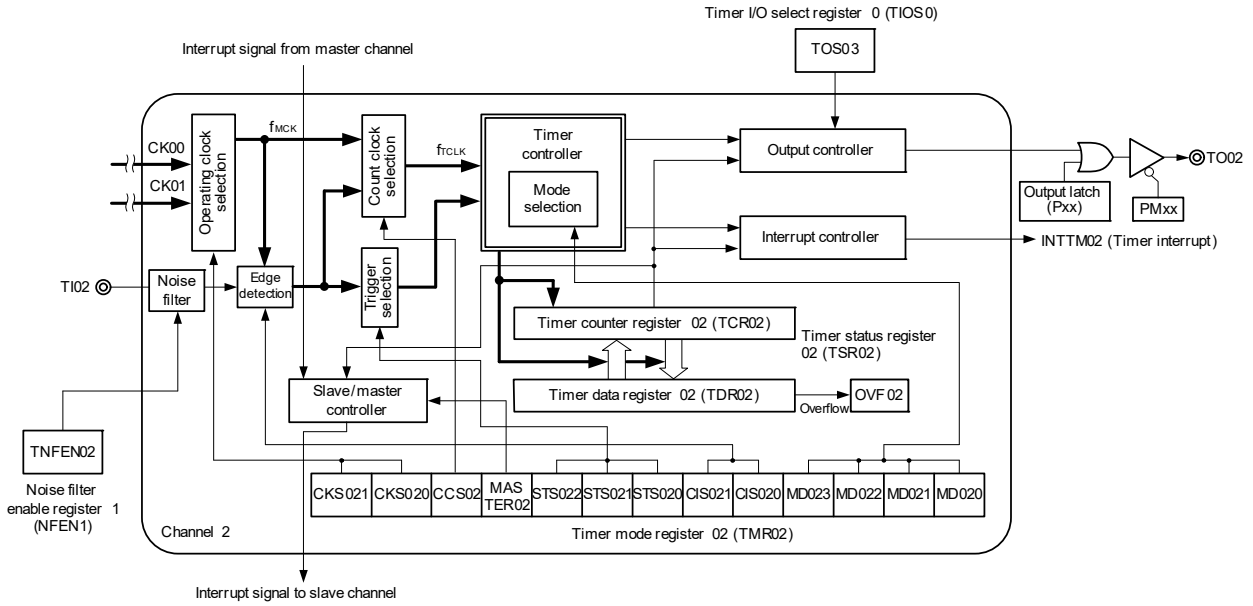 Timer I/O select register 0 (TIOS0)
TOS03
Interrupt signal from master channel
CK00
CK01
Operating clock
selection
fMCK
Count clock
selection
fTCLK
Timer
controller
Mode
selection
Output controller
Output latch
(Pxx)
PMxx
TO02
Interrupt controller
INTTM02 (Timer interrupt)
TI02
Noise
filter
Edge
detection
Trigger
selection
Timer counter register 02 (TCR02)
Timer status register
02 (TSR02)
Slave/master
controller
Timer data register 02 (TDR02)
Overflow
OVF02
TNFEN02
Noise filter
enable register 1
(NFEN1)
CKS021
CKS020
CCS02
MAS
TER02
STS022
STS021
STS020
CIS021
CIS020
MD023
MD022
MD021
MD020
Channel 2
Timer mode register 02 (TMR02)
Interrupt signal to slave channel